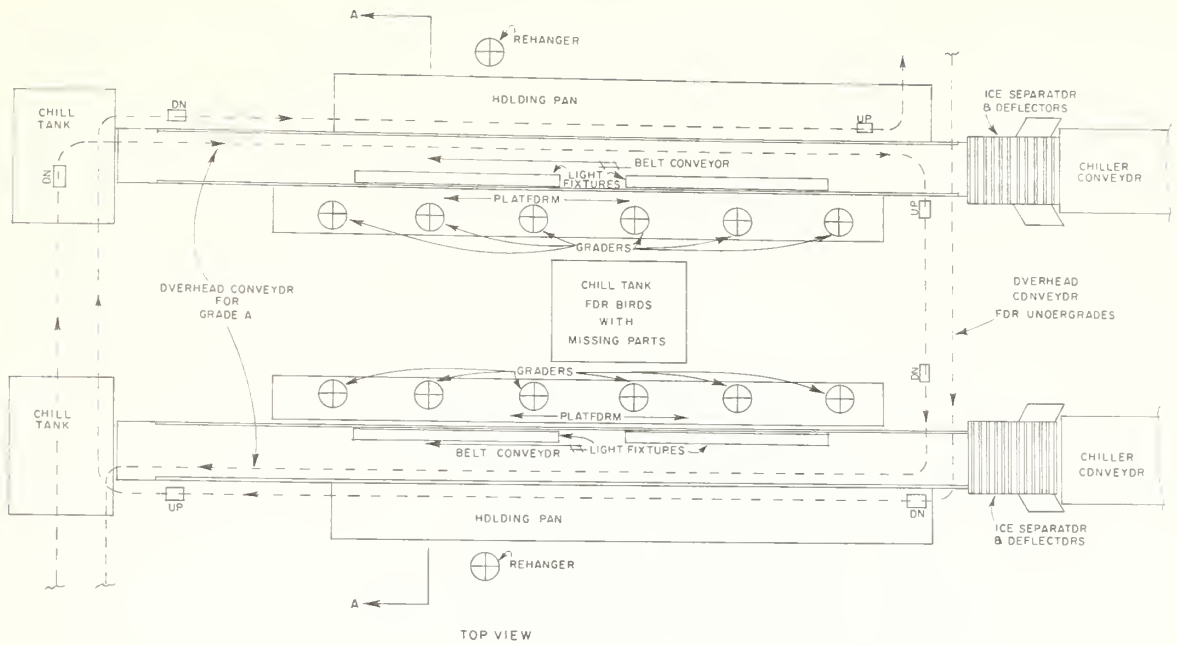 A
REHANGER
DN
HOLDING PAN
UP
ICE SEPARATOR
& DEFLECTORS
CHILL
TANK
CHILLER
CONVEYOR
DN
BELT CONVEYOR
LIGHT
FIXTURES
PLATFORM
UP
GRADERS
OVERHEAD CONVEYOR
FOR
GRADE A
CHILL TANK
FOR BIRDS
WITH
MISSING PARTS
OVERHEAD
CONVEYOR
FOR UNDERGRADES
GRADERS
DN
PLATFORM
CHILL
TANK
BELT CONVEYOR
LIGHT FIXTURES
CHILLER
CONVEYOR
UP
DN
HOLDING PAN
ICE SEPARATOR
& DEFLECTORS
REHANGER
A
TOP VIEW